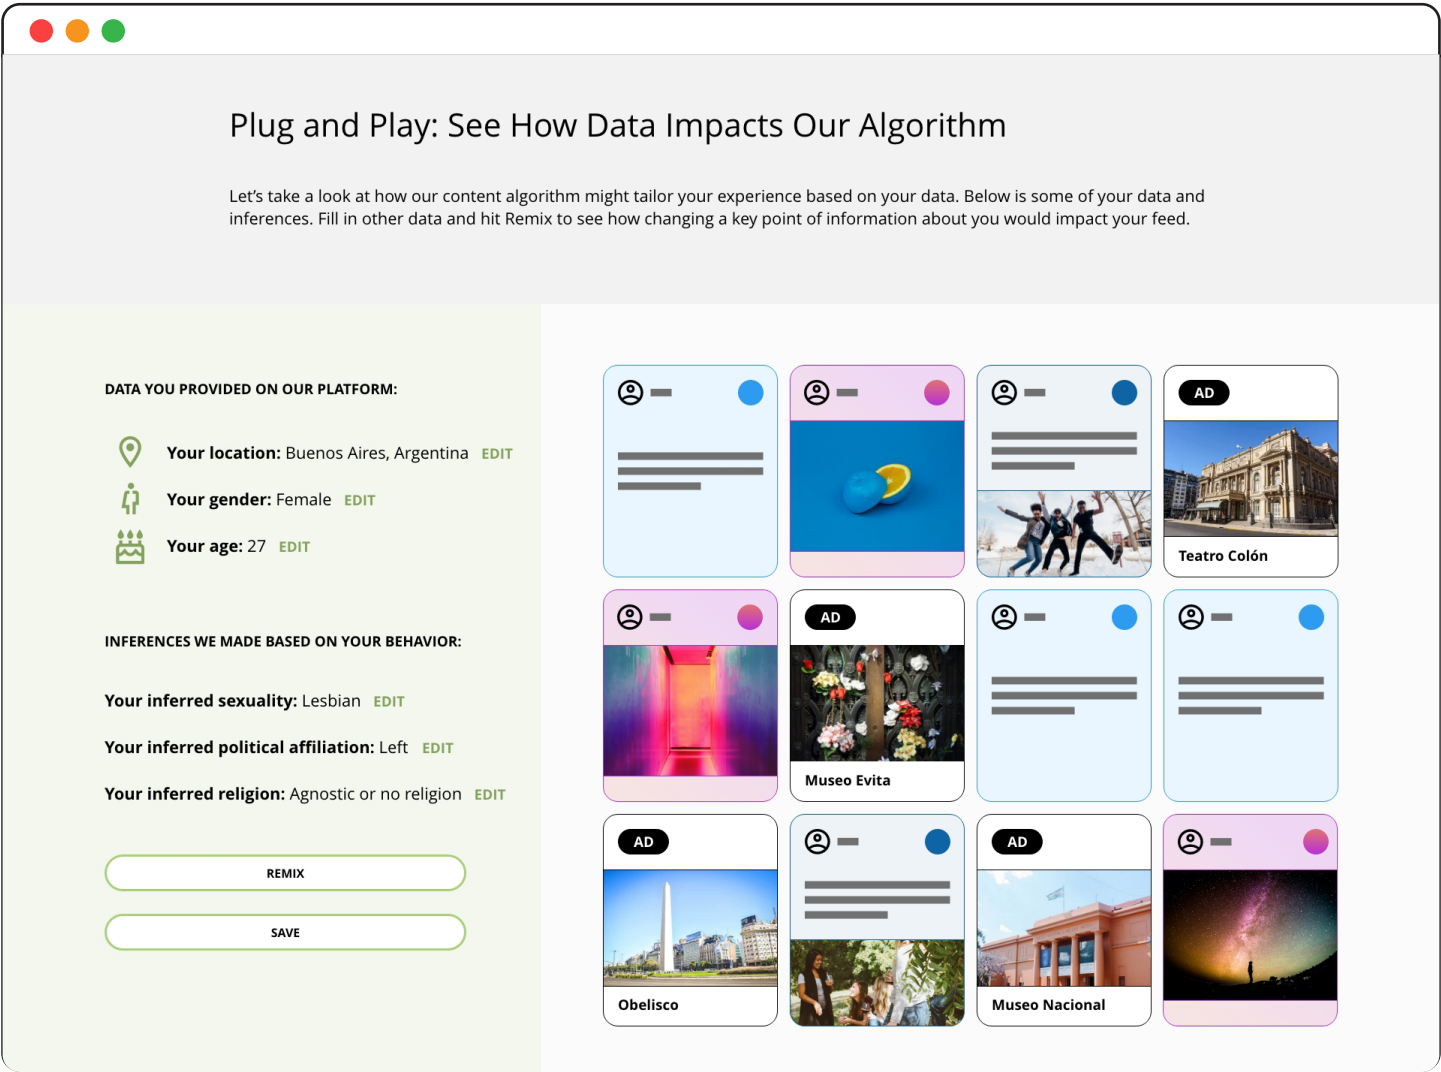 Plug and Play: See How Data Impacts Our Algorithm
Let’s take a look at how our content algorithm might tailor your experience based on your data. Below is some of your data and
inferences. Fill in other data and hit Remix to see how changing a key point of information about you would impact your feed.
DATA YOU PROVIDED ON OUR PLATFORM:
Your location: Buenos Aires, Argentina EDIT
Your gender: Female EDIT
Your age: 27 EDIT
INFERENCES WE MADE BASED ON YOUR BEHAVIOR:
Your inferred sexuality: Lesbian EDIT
Your inferred political affiliation: Left EDIT
Your inferred religion: Agnostic or no religion EDIT
REMIX
SAVE
AD
Teatro Colón
AD
Museo Evita
AD
Obelisco
AD
Museo Nacional